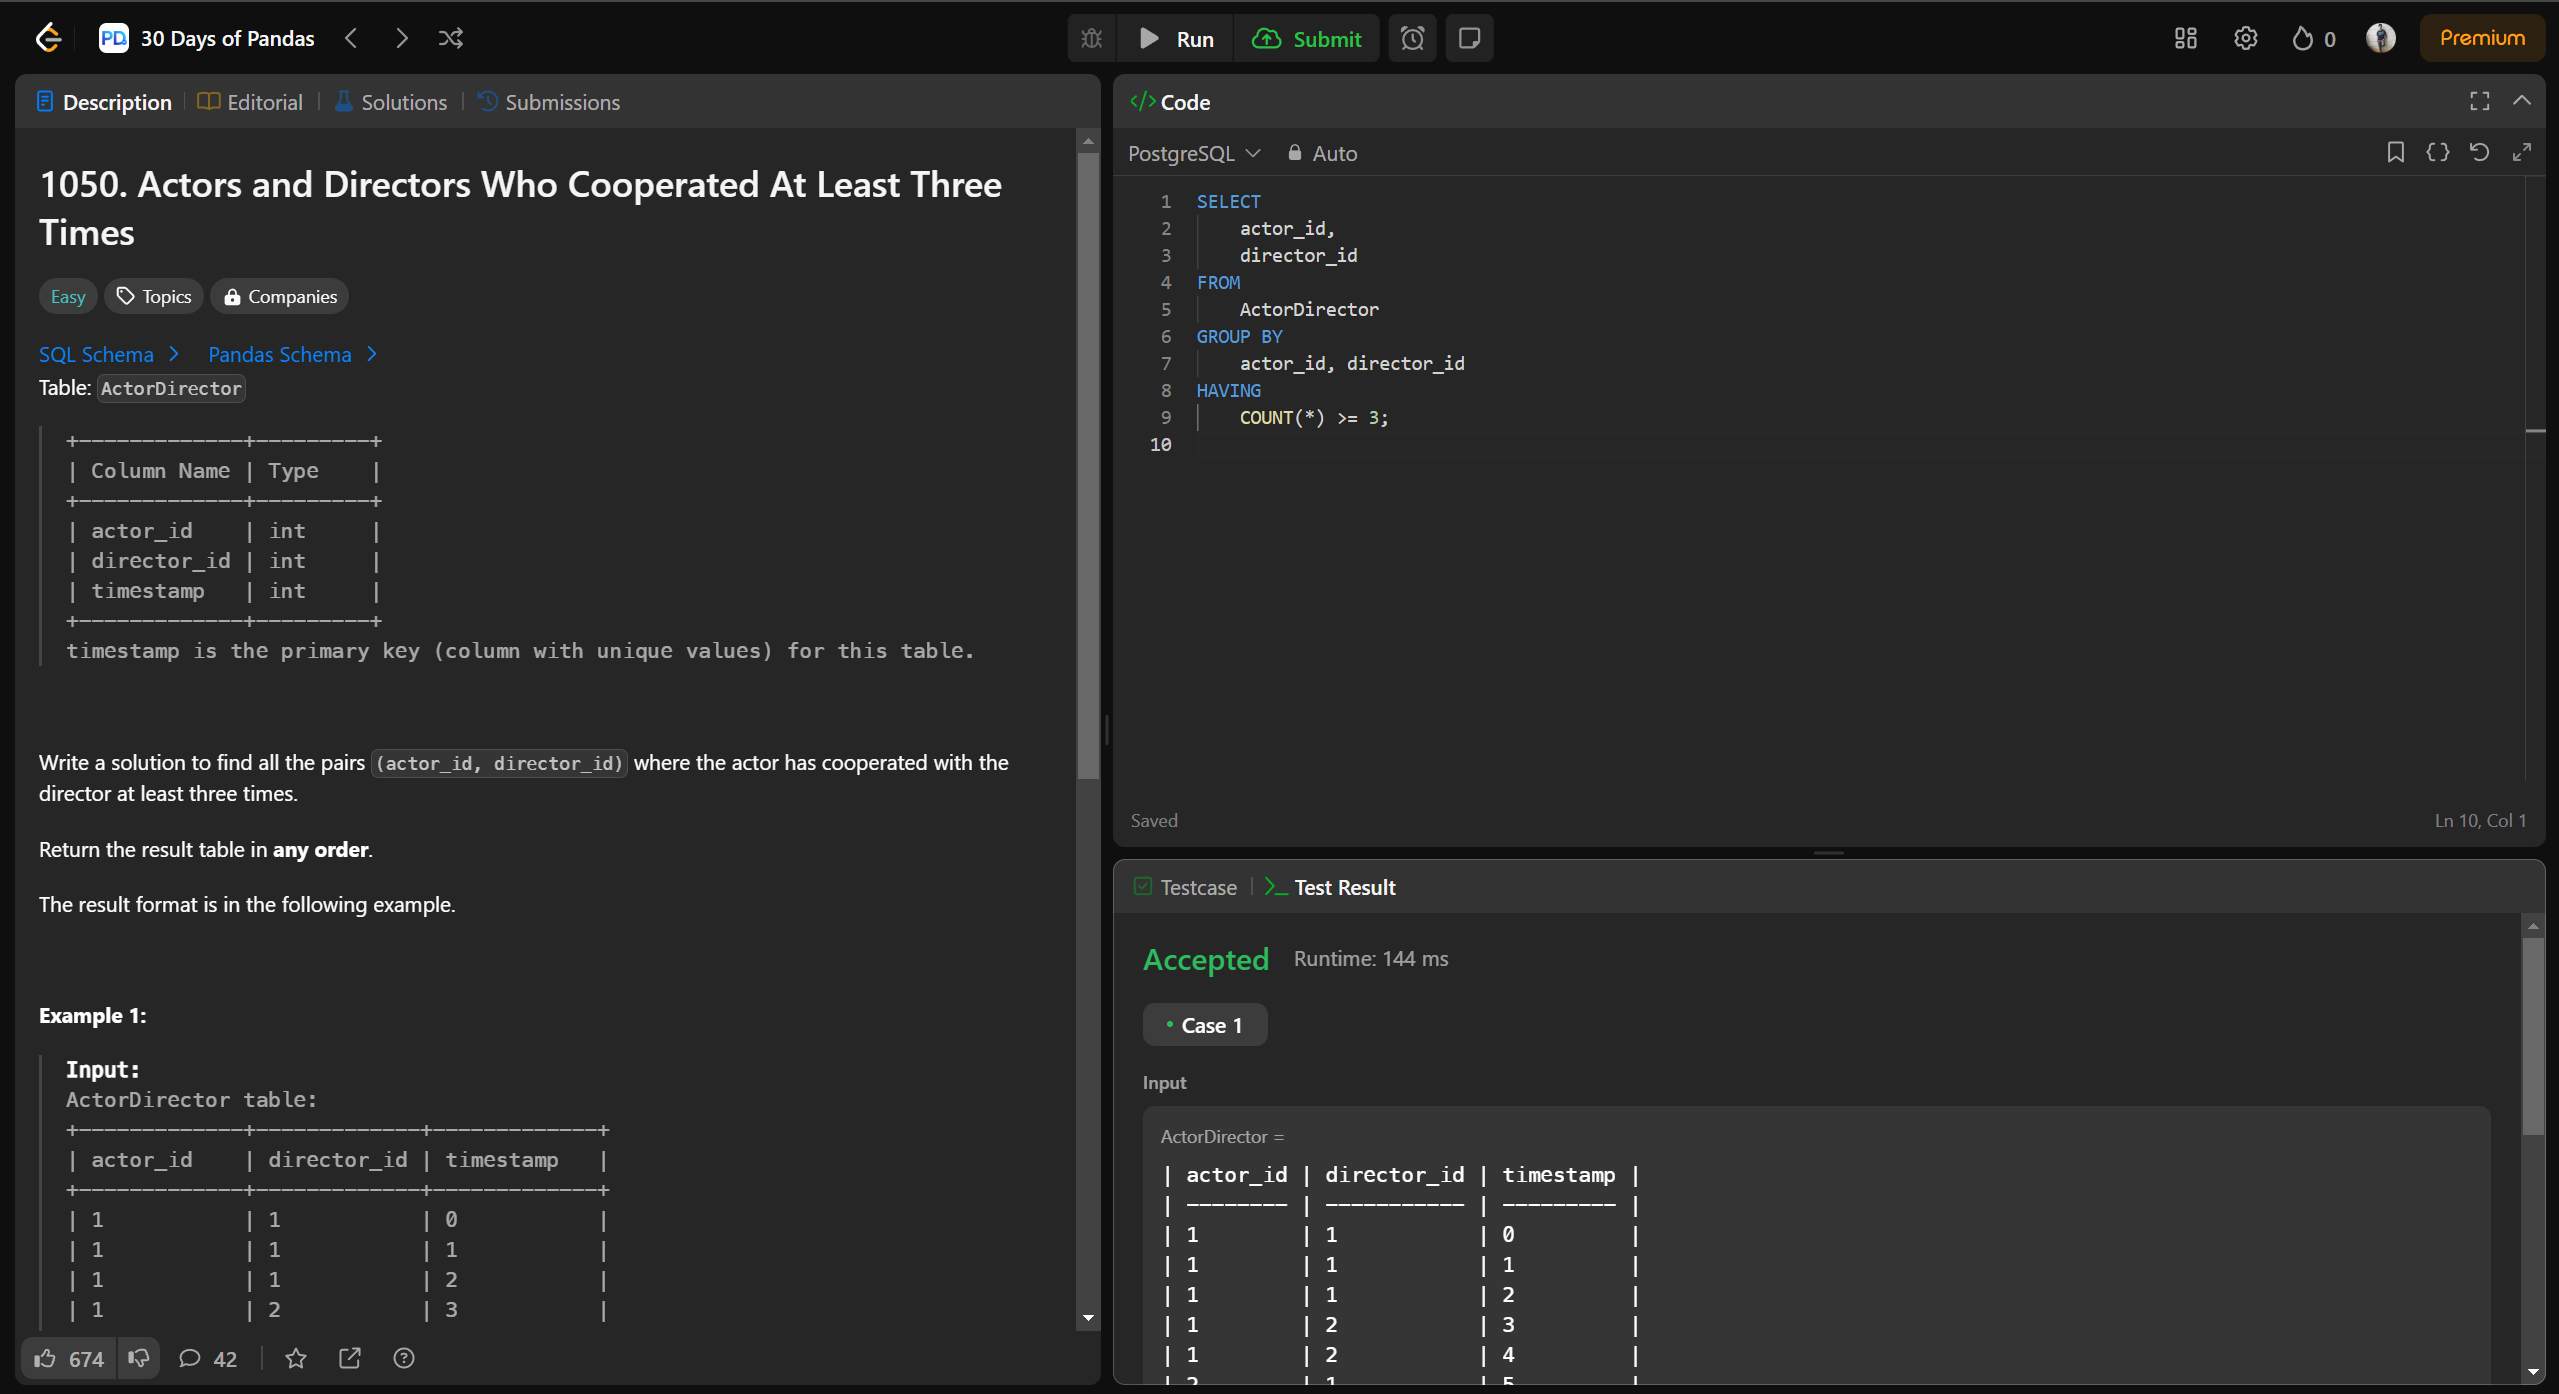 PD 30 Days of Pandas
Run
Submit
0
Premium
Description
Editorial
Solutions
Submissions
1050. Actors and Directors Who Cooperated At Least Three
Times
Easy
Topics
Companies
SQL Schema
Pandas Schema
Table: ActorDirector
+-------------+---------+
| Column Name | Type    |
+-------------+---------+
| actor_id    | int     |
| director_id | int     |
| timestamp   | int     |
+-------------+---------+
timestamp is the primary key (column with unique values) for this table.
Write a solution to find all the pairs (actor_id, director_id) where the actor has cooperated with the
director at least three times.
Return the result table in any order.
The result format is in the following example.
Example 1:
Input:
ActorDirector table:
+-------------+-------------+-------------+
| actor_id    | director_id | timestamp   |
+-------------+-------------+-------------+
| 1           | 1           | 0           |
| 1           | 1           | 1           |
| 1           | 1           | 2           |
| 1           | 2           | 3           |
674
42
</> Code
PostgreSQL
Auto
1 SELECT
2     actor_id,
3     director_id
4 FROM
5     ActorDirector
6 GROUP BY
7     actor_id, director_id
8 HAVING
9     COUNT(*) >= 3;
10
Saved
Ln 10, Col 1
Testcase
Test Result
Accepted
Runtime: 144 ms
• Case 1
Input
ActorDirector =
| actor_id | director_id | timestamp |
| -------- | ----------- | --------- |
| 1        | 1           | 0         |
| 1        | 1           | 1         |
| 1        | 1           | 2         |
| 1        | 2           | 3         |
| 1        | 2           | 4         |
| 2        | 1           | 5         |